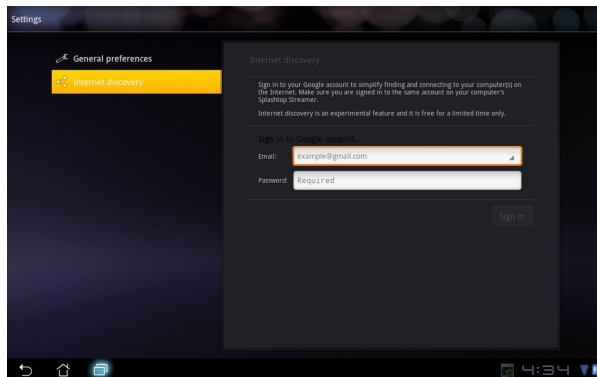 Settings
General preferences
Internet discovery
Internet discovery
Sign in to your Google account to simplify finding and connecting to your computer(s) on
the Internet. Make sure you are signed in to the same account on your computer's
Splashtop Streamer.
Internet discovery is an experimental feature and it is free for a limited time only.
Sign in to Google account...
Email: example@gmail.com
Password: Required
Sign in
4:34